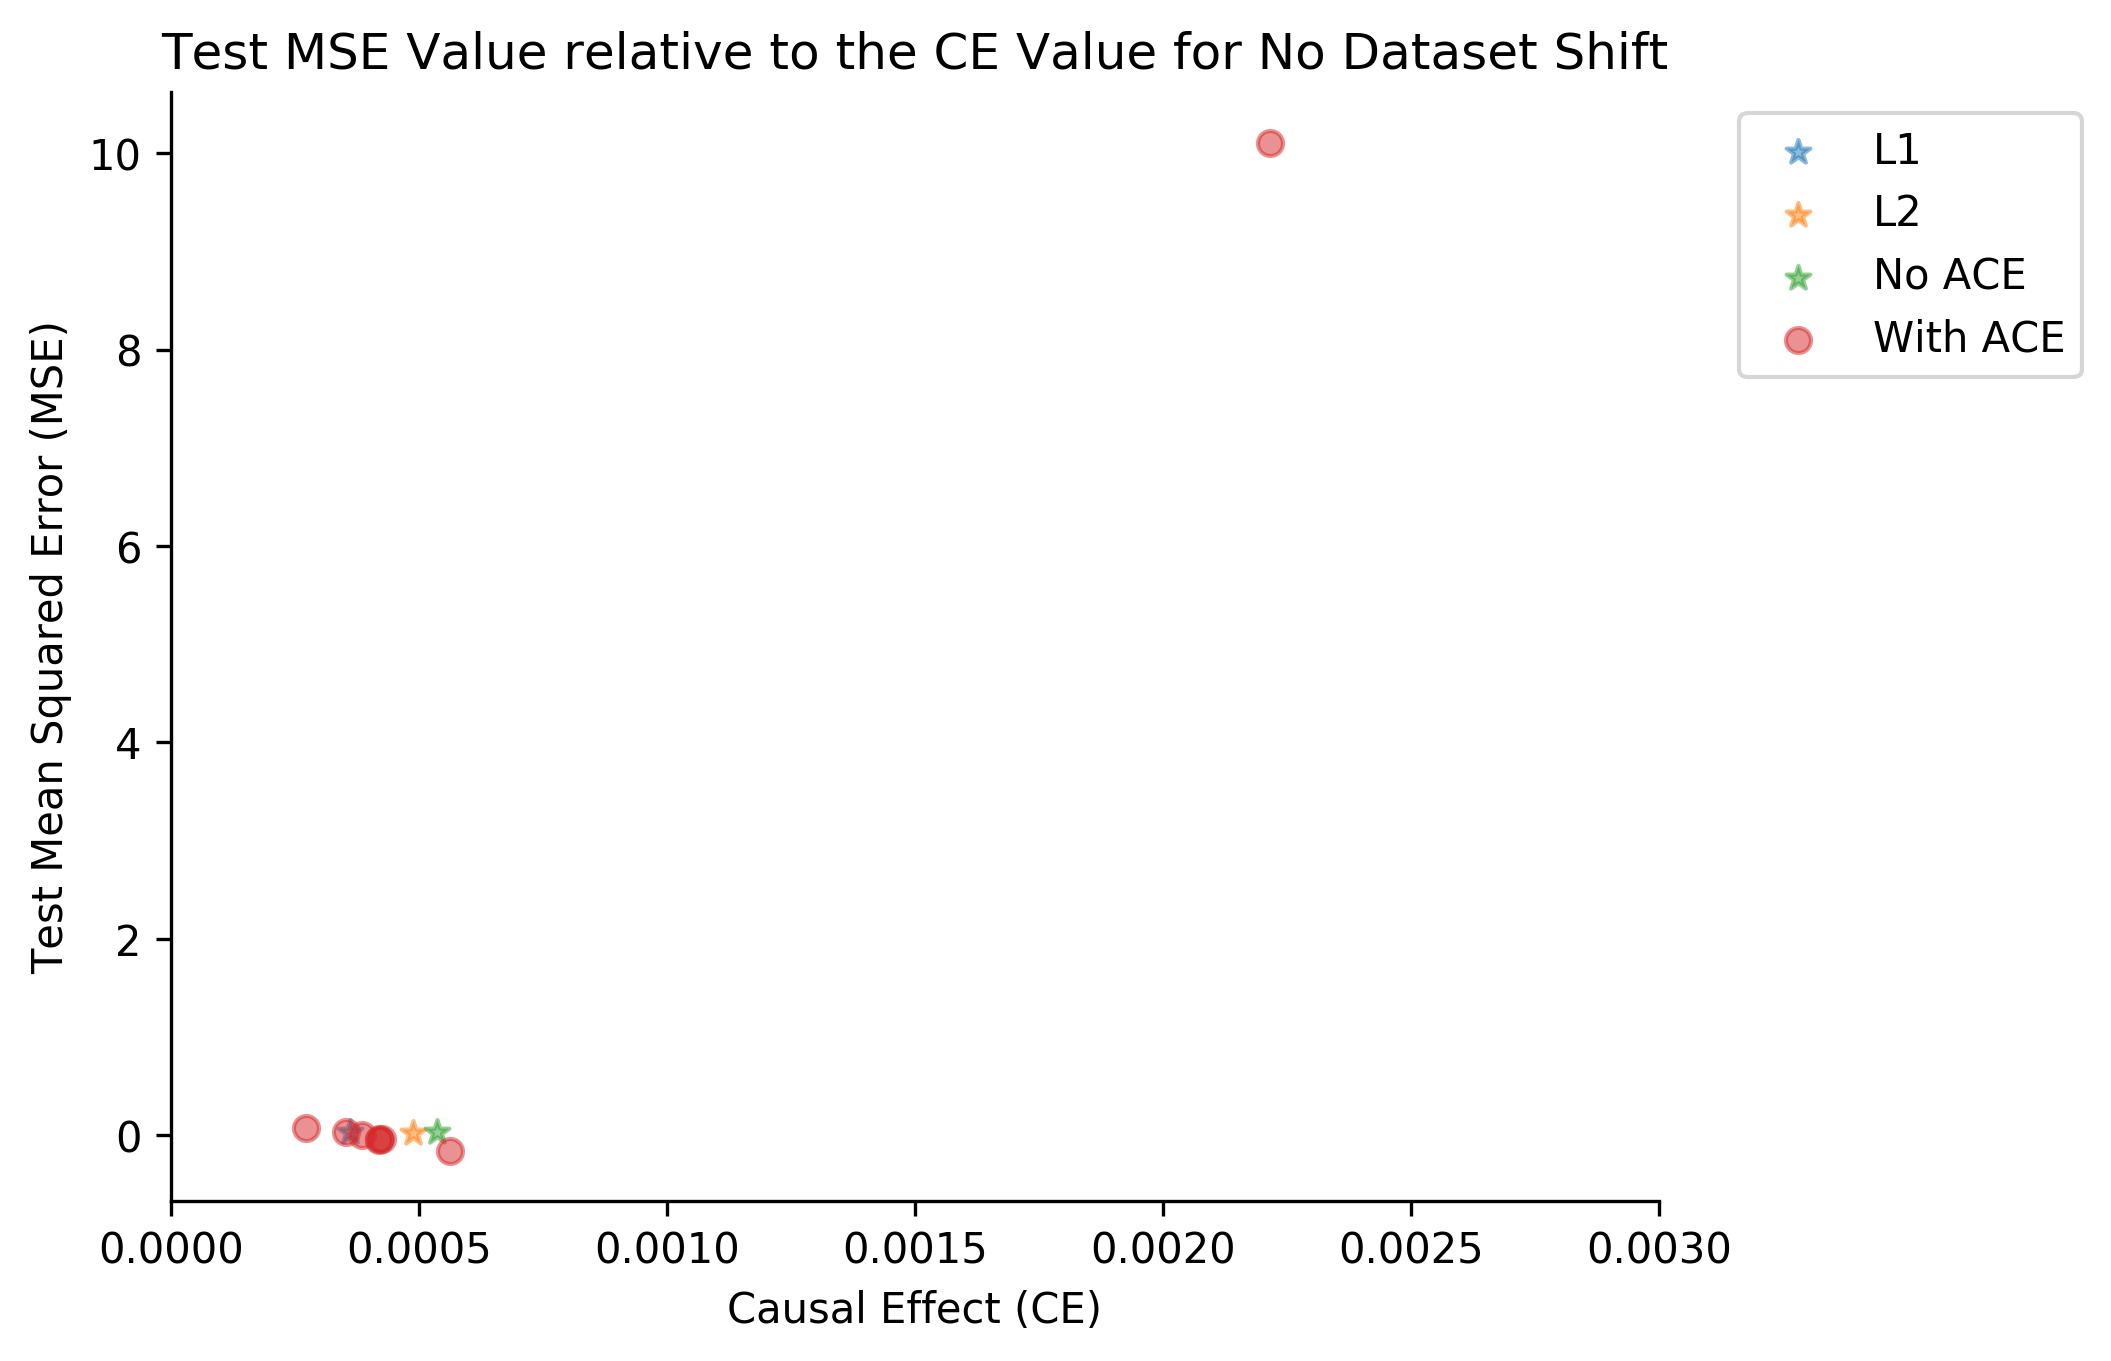 Test MSE Value relative to the CE Value for No Dataset Shift
Test Mean Squared Error (MSE)
10
8
6
4
2
0
0.0000
0.0005
0.0010
0.0015
0.0020
0.0025
0.0030
Causal Effect (CE)
L1
L2
No ACE
With ACE